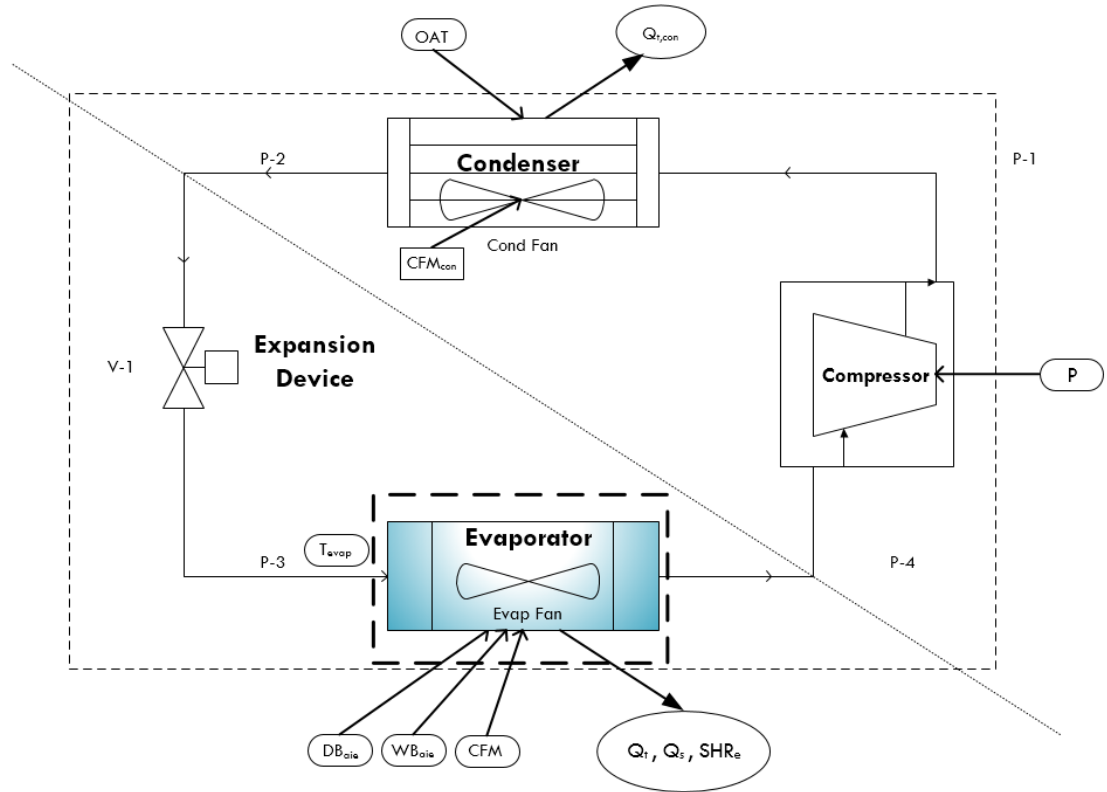 OAT
Qt,con
P-2
Condenser
P-1
Cond Fan
CFMcon
V-1
Expansion
Device
Compressor
P
Tevap
P-3
Evaporator
P-4
Evap Fan
DBaie
WBaie
CFM
Qt , Qs , SHRe